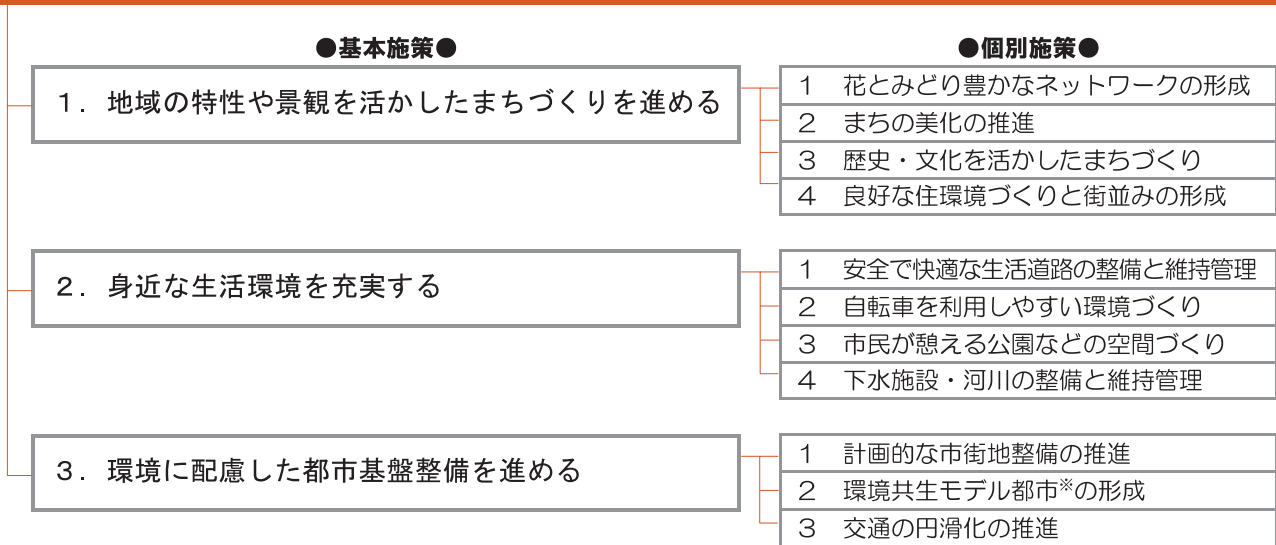 ●基本施策●
●個別施策●
1. 地域の特性や景観を活かしたまちづくりを進める
1 花とみどり豊かなネットワークの形成
2 まちの美化の推進
3 歴史・文化を活かしたまちづくり
4 良好な住環境づくりと街並みの形成
2. 身近な生活環境を充実する
1 安全で快適な生活道路の整備と維持管理
2 自転車を利用しやすい環境づくり
3 市民が憩える公園などの空間づくり
4 下水施設・河川の整備と維持管理
3. 環境に配慮した都市基盤整備を進める
1 計画的な市街地整備の推進
2 環境共生モデル都市※の形成
3 交通の円滑化の推進